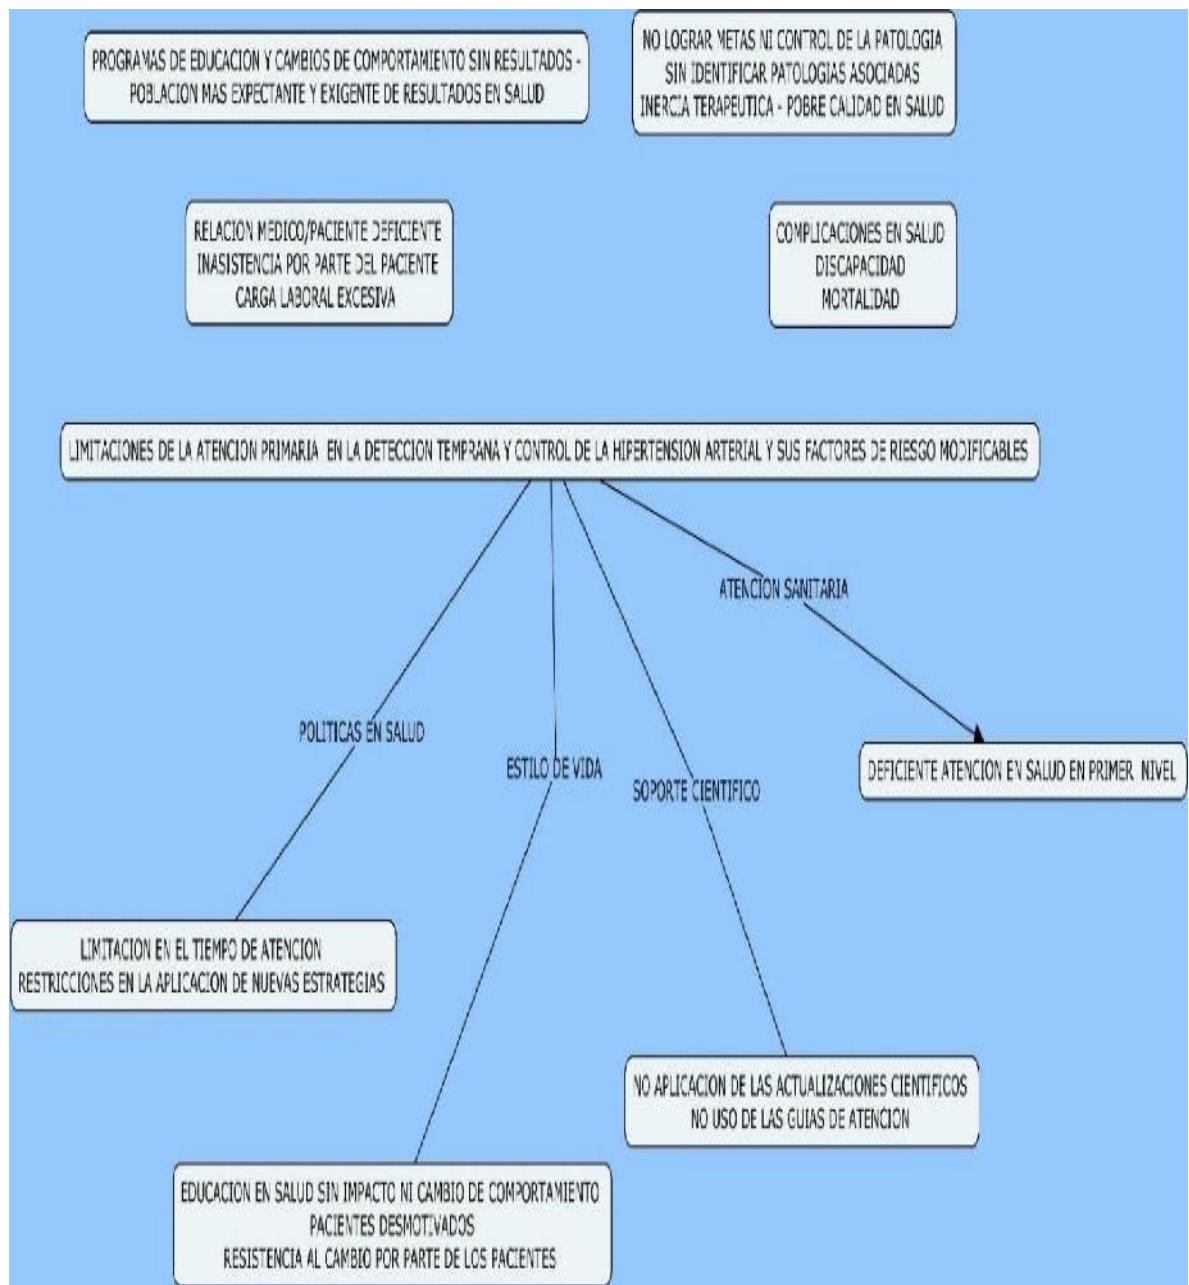 PROGRAMAS DE EDUCACION Y CAMBIOS DE COMPORTAMIENTO SIN RESULTADOS -
POBLACION MAS EXPECTANTE Y EXIGENTE DE RESULTADOS EN SALUD
NO LOGRAR METAS NI CONTROL DE LA PATOLOGIA
SIN IDENTIFICAR PATOLOGIAS ASOCIADAS
INERCIA TERAPEUTICA - POBRE CALIDAD EN SALUD
RELACION MEDICO/PACIENTE DEFICIENTE
INASISTENCIA POR PARTE DEL PACIENTE
CARGA LABORAL EXCESIVA
COMPLICACIONES EN SALUD
DISCAPACIDAD
MORTALIDAD
LIMITACIONES DE LA ATENCION PRIMARIA EN LA DETECCION TEMPRANA Y CONTROL DE LA HIPERTENSION ARTERIAL Y SUS FACTORES DE RIESGO MODIFICABLES
ATENCION SANITARIA
POLITICAS EN SALUD
ESTILO DE VIDA
SOPORTE CIENTIFICO
DEFICIENTE ATENCION EN SALUD EN PRIMER NIVEL
LIMITACION EN EL TIEMPO DE ATENCION
RESTRICCIONES EN LA APLICACION DE NUEVAS ESTRATEGIAS
NO APLICACION DE LAS ACTUALIZACIONES CIENTIFICOS
NO USO DE LAS GUIAS DE ATENCION
EDUCACION EN SALUD SIN IMPACTO NI CAMBIO DE COMPORTAMIENTO
PACIENTES DESMOTIVADOS
RESISTENCIA AL CAMBIO POR PARTE DE LOS PACIENTES